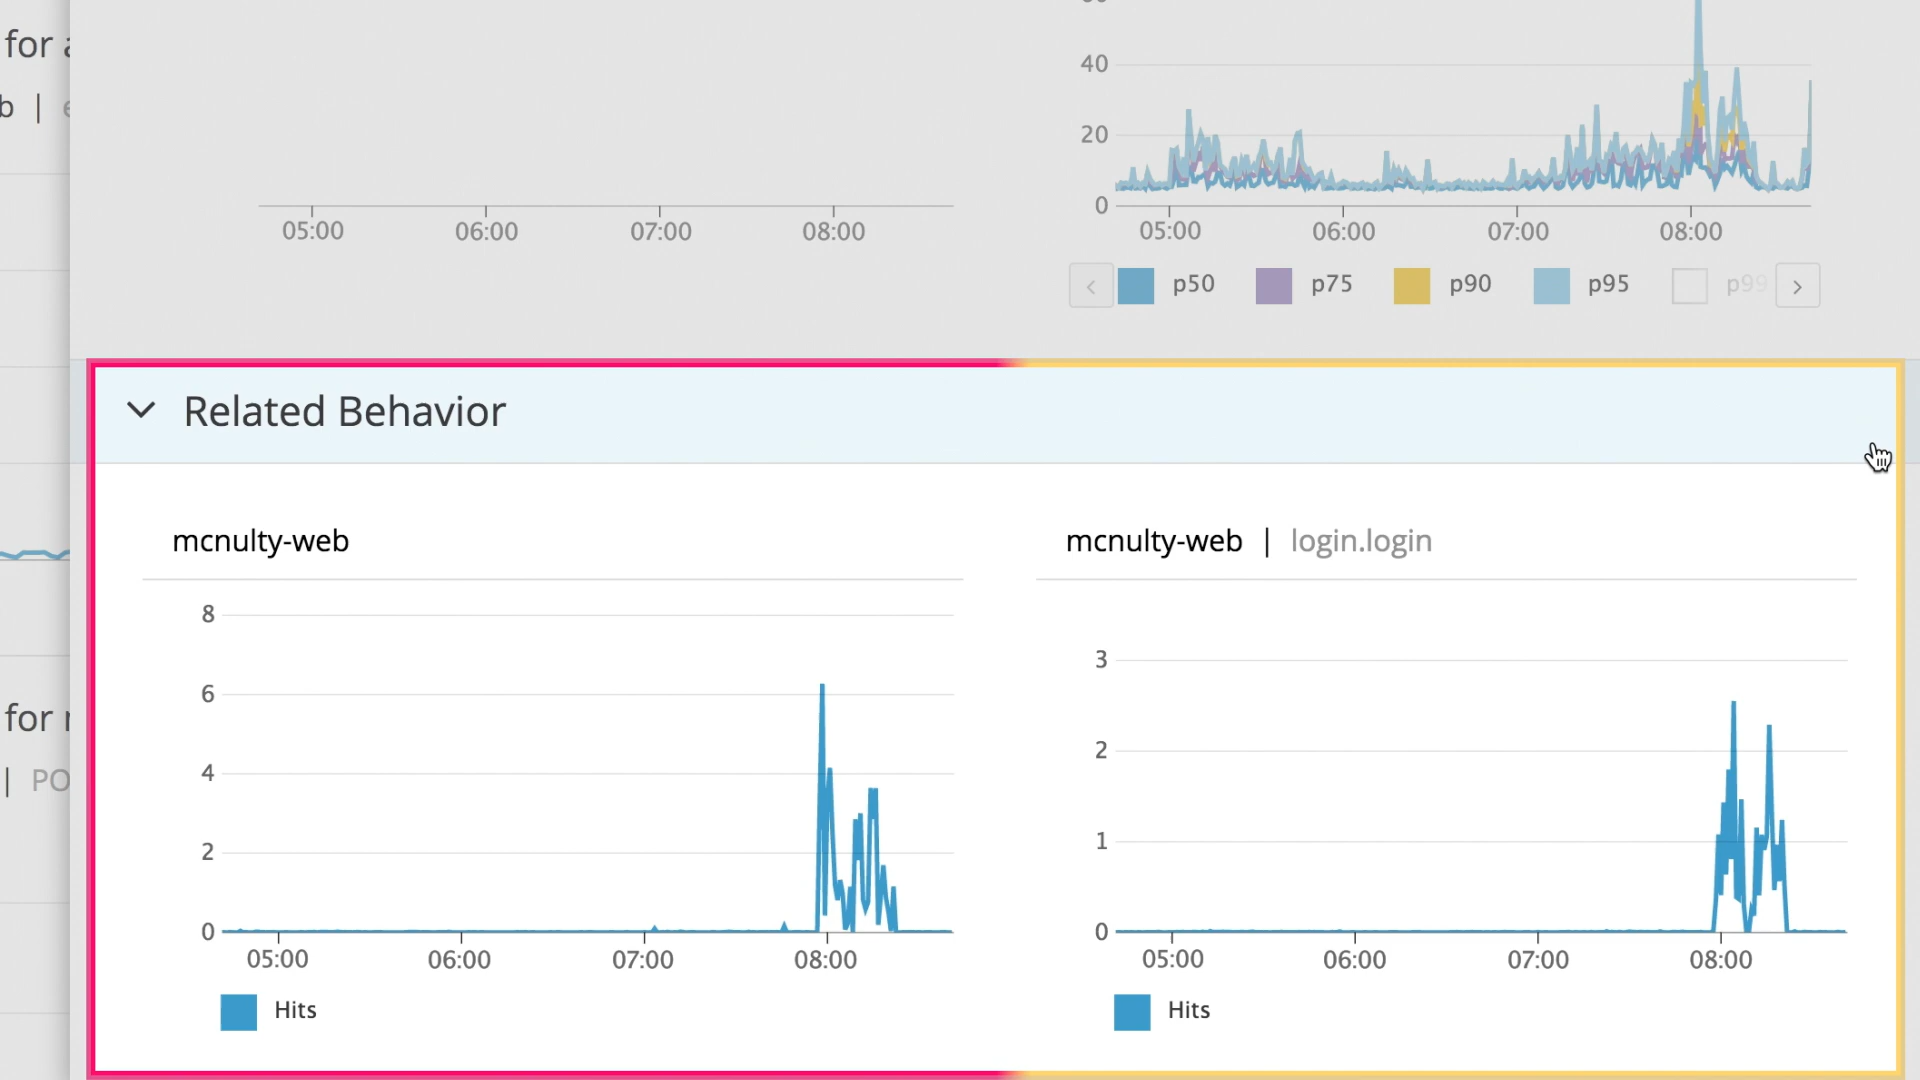 for
b |
40
20
0
05:00 06:00 07:00 08:00
05:00 06:00 07:00 08:00
p50 p75 p90 p95 p99
Related Behavior
mcnulty-web
8
6
4
2
0
05:00 06:00 07:00 08:00
Hits
mcnulty-web | login.login
3
2
1
0
05:00 06:00 07:00 08:00
Hits
for
| PO